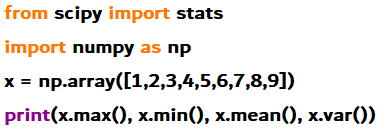 from scipy import stats
import numpy as np
x = np.array([1,2,3,4,5,6,7,8,9])
print(x.max(), x.min(), x.mean(), x.var())